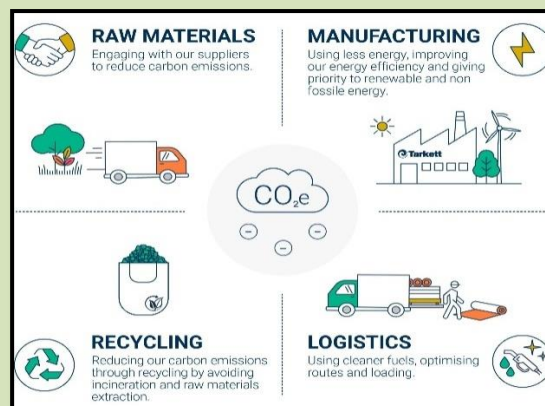 RAW MATERIALS
Engaging with our suppliers
to reduce carbon emissions.
MANUFACTURING
Using less energy, improving
our energy efficiency and giving
priority to renewable and non
fossile energy.
Tarkett
CO₂e
RECYCLING
Reducing our carbon emissions
through recycling by avoiding
incineration and raw materials
extraction.
LOGISTICS
Using cleaner fuels, optimising
routes and loading.